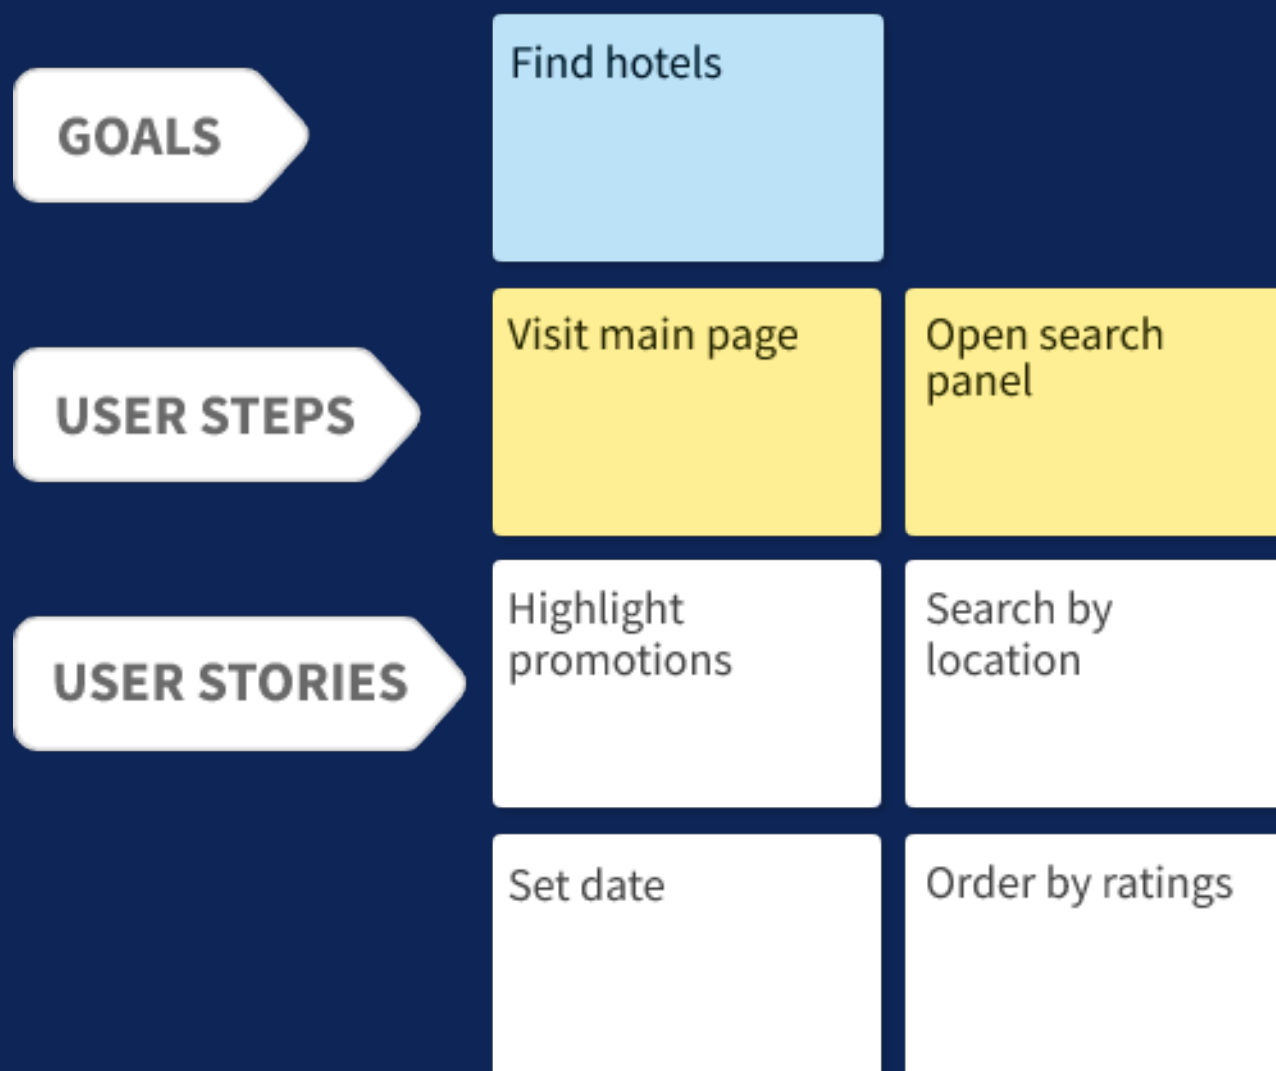 GOALS
Find hotels
USER STEPS
Visit main page
Open search
panel
USER STORIES
Highlight
promotions
Search by
location
Set date
Order by ratings